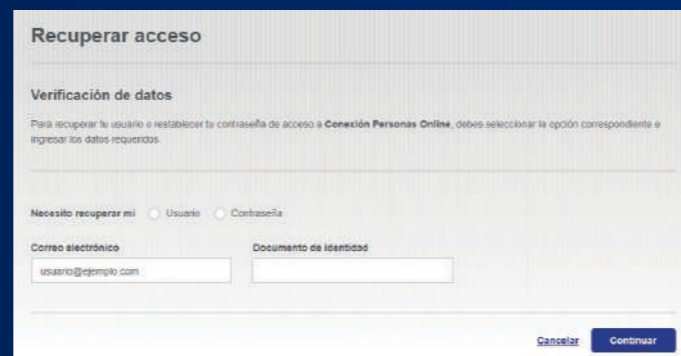 Recuperar acceso
Verificación de datos
Para recuperar tu usuario o restablecer tu contraseña de acceso a Conexión Personas Online, debes seleccionar la opción correspondiente e
ingresar los datos requeridos.
Necesito recuperar mi Usuario Contraseña
Correo electrónico Documento de identidad
usuario@ejemplo.com
Cancelar Continuar